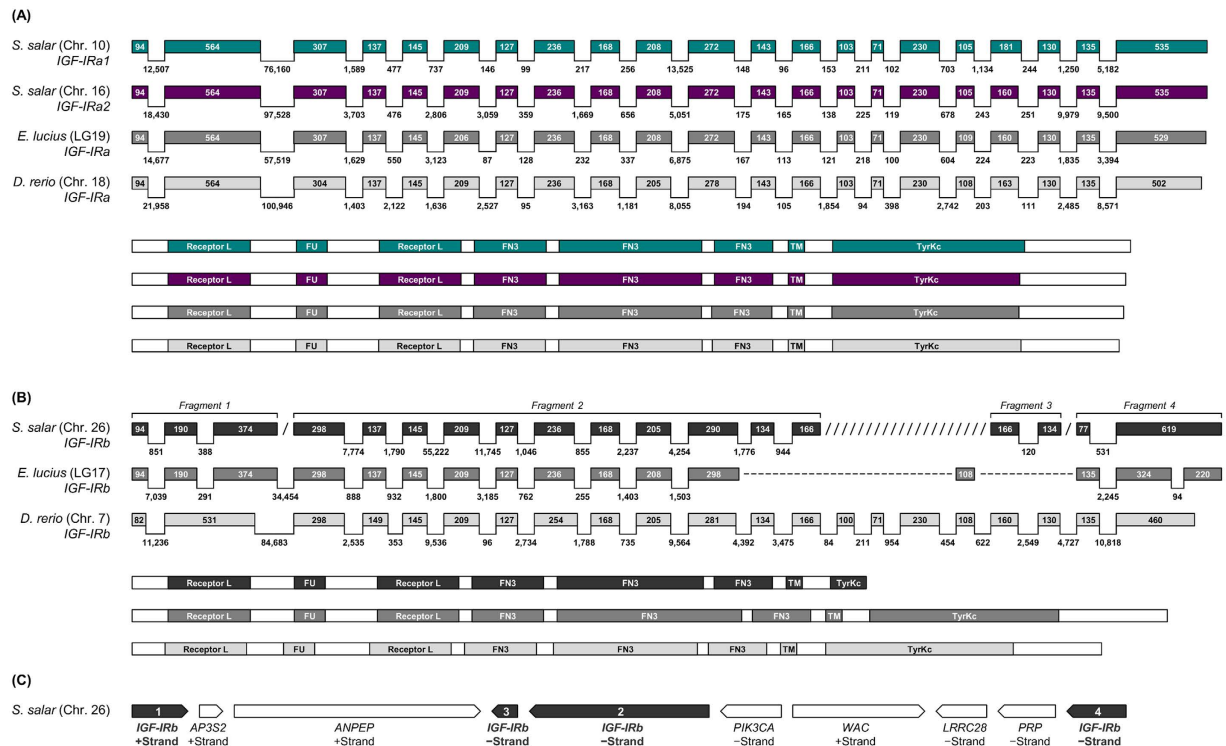 (A)
S. salar (Chr. 10)
IGF-IRa1
94 564 307 137 145 209 127 236 168 208 272 143 166 103 71 230 105 181 130 135 535
12,507 76,160 1,589 477 737 146 99 217 256 13,525 148 96 153 211 102 703 1,134 244 1,250 5,182
S. salar (Chr. 16)
IGF-IRa2
94 564 307 137 145 209 127 236 168 208 272 143 166 103 71 230 105 160 130 135 535
18,430 97,528 3,703 476 2,806 3,059 359 1,669 656 5,051 175 165 138 225 119 678 243 251 9,979 9,500
E. lucius (LG19)
IGF-IRa
94 564 307 137 145 206 127 236 168 208 272 143 166 103 71 230 109 160 130 135 529
14,677 57,519 1,629 550 3,123 87 128 232 337 6,875 167 113 121 218 100 604 224 223 1,835 3,394
D. rerio (Chr. 18)
IGF-IRa
94 564 304 137 145 209 127 236 168 205 278 143 166 103 71 230 108 163 130 135 502
21,958 100,946 1,403 2,122 1,636 2,527 95 3,163 1,181 8,055 194 105 1,854 94 398 2,742 203 111 2,485 8,571
Receptor L FU Receptor L FN3 FN3 FN3 TM TyrKc
Receptor L FU Receptor L FN3 FN3 FN3 TM TyrKc
Receptor L FU Receptor L FN3 FN3 FN3 TM TyrKc
Receptor L FU Receptor L FN3 FN3 FN3 TM TyrKc
(B)
Fragment 1 Fragment 2 Fragment 3 Fragment 4
S. salar (Chr. 26)
IGF-IRb
94 190 374 / 298 137 145 209 127 236 168 205 290 134 166 / / / / / / / / / / / / / / / / / 166 134 / 77 619
851 388 7,774 1,790 55,222 11,745 1,046 855 2,237 4,254 1,776 944 120 531
E. lucius (LG17)
IGF-IRb
94 190 374 298 137 145 209 127 236 168 208 298 108 135 324 220
7,039 291 34,454 888 932 1,800 3,185 762 255 1,403 1,503 2,245 94
D. rerio (Chr. 7)
IGF-IRb
82 531 298 149 145 209 127 254 168 205 281 134 166 100 71 230 108 160 130 135 460
11,236 84,683 2,535 353 9,536 96 2,734 1,788 735 9,564 4,392 3,475 84 211 954 454 622 2,549 4,727 10,818
Receptor L FU Receptor L FN3 FN3 FN3 TM TyrKc
Receptor L FU Receptor L FN3 FN3 FN3 TM TyrKc
Receptor L FU Receptor L FN3 FN3 FN3 TM TyrKc
(C)
S. salar (Chr. 26)
1 3 2 4
IGF-IRb AP3S2 ANPEP IGF-IRb IGF-IRb PIK3CA WAC LRRC28 PRP IGF-IRb
+Strand +Strand +Strand −Strand −Strand −Strand +Strand −Strand −Strand −Strand